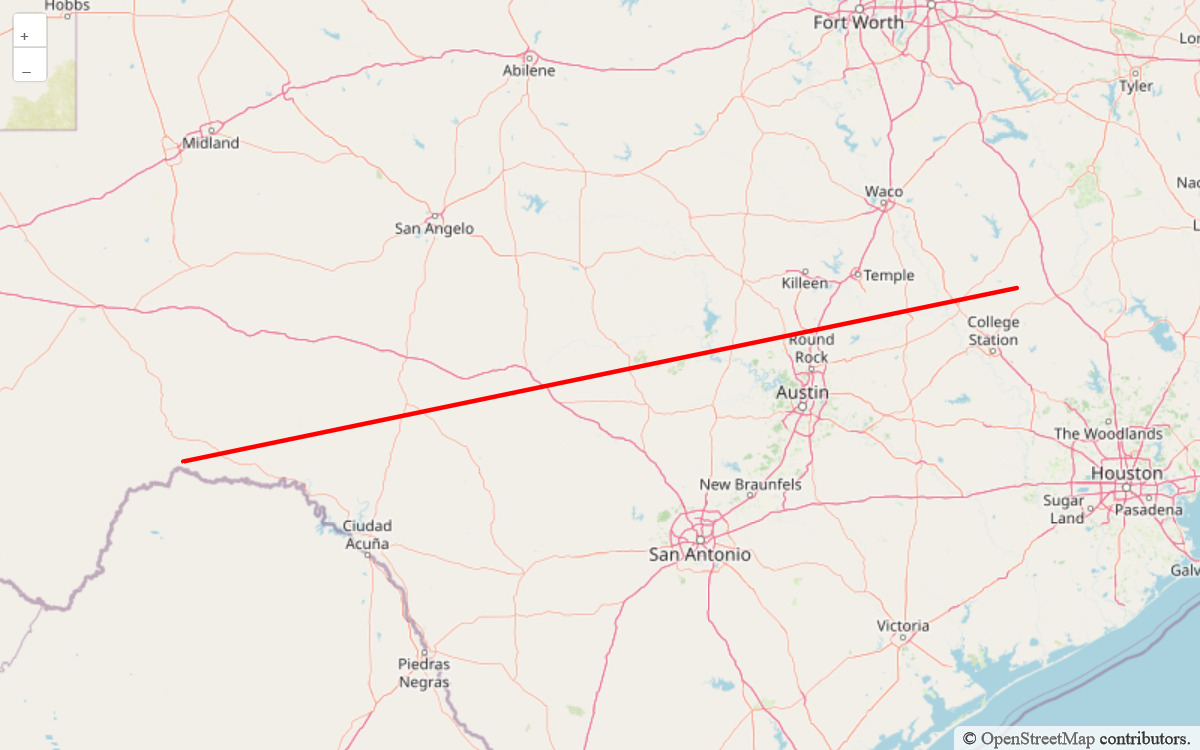 Hobbs
+
–
Fort Worth
Lon
Abilene
Tyler
Midland
Waco
Nac
San Angelo
L
Killeen
Temple
College
Station
Round
Rock
Austin
The Woodlands
Houston
New Braunfels
Sugar
Land
Pasadena
Ciudad
Acuña
San Antonio
Galv
Victoria
Piedras
Negras
© OpenStreetMap contributors.